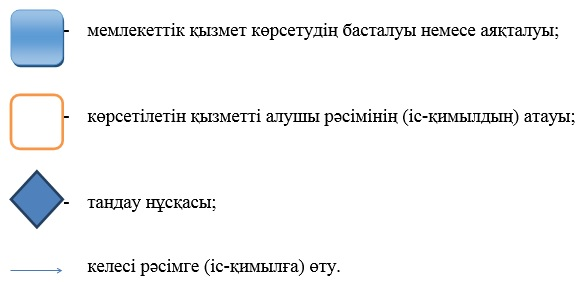 - мемлекеттік қызмет көрсетудің басталуы немесе аяқталуы;
- көрсетілетін қызметті алушы рәсімінің (іс-қимылдың) атауы;
- таңдау нұсқасы;
келесі рәсімге (іс-қимылға) өту.